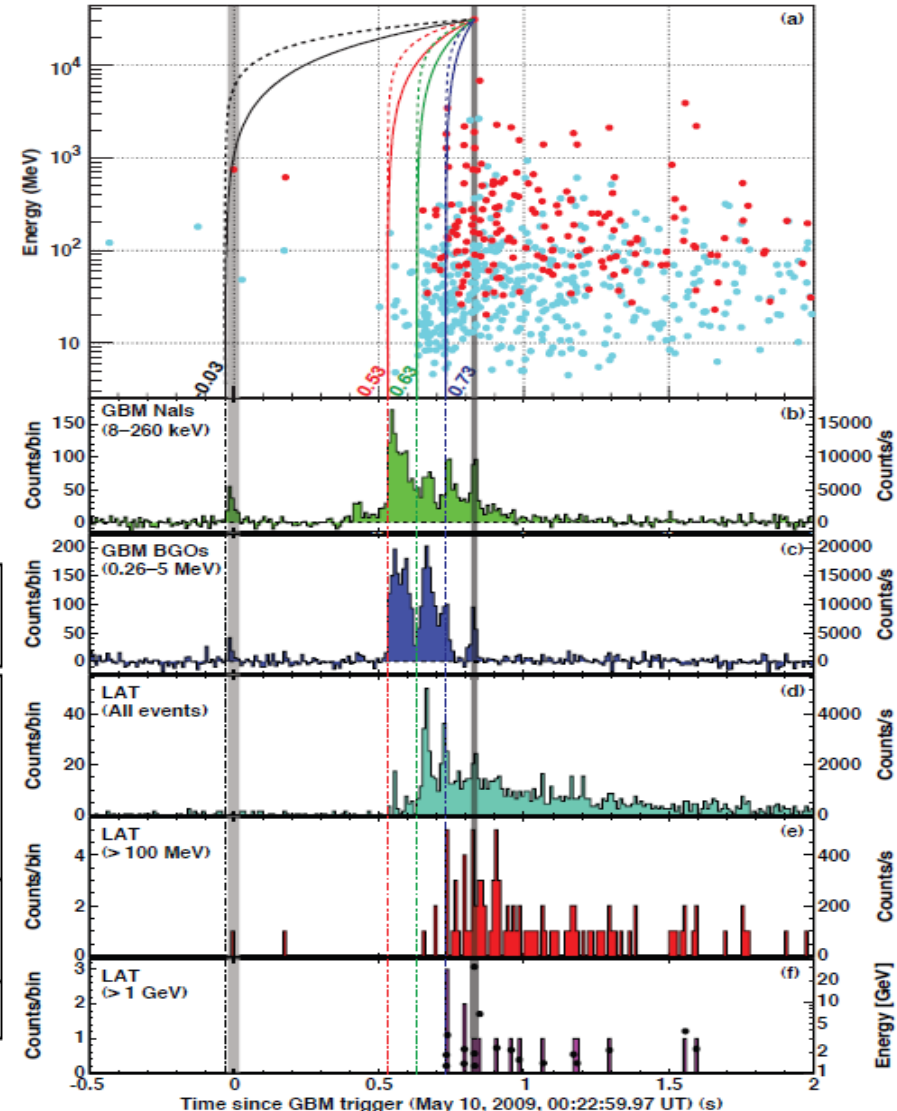 (a)
10⁴
10³
10²
10
Energy (MeV)
-0.03
0.53
0.63
0.73
GBM NaIs
(8–260 keV)
(b)
150
100
50
0
Counts/bin
15000
10000
5000
0
Counts/s
GBM BGOs
(0.26–5 MeV)
(c)
200
150
100
50
0
Counts/bin
20000
15000
10000
5000
0
Counts/s
LAT
(All events)
(d)
40
20
0
Counts/bin
4000
2000
0
Counts/s
LAT
(> 100 MeV)
(e)
4
2
0
Counts/bin
400
200
0
Counts/s
LAT
(> 1 GeV)
(f)
3
2
1
0
Counts/bin
20
10
5
2
1
Energy [GeV]
-0.5 0 0.5 1 1.5 2
Time since GBM trigger (May 10, 2009, 00:22:59.97 UT) (s)